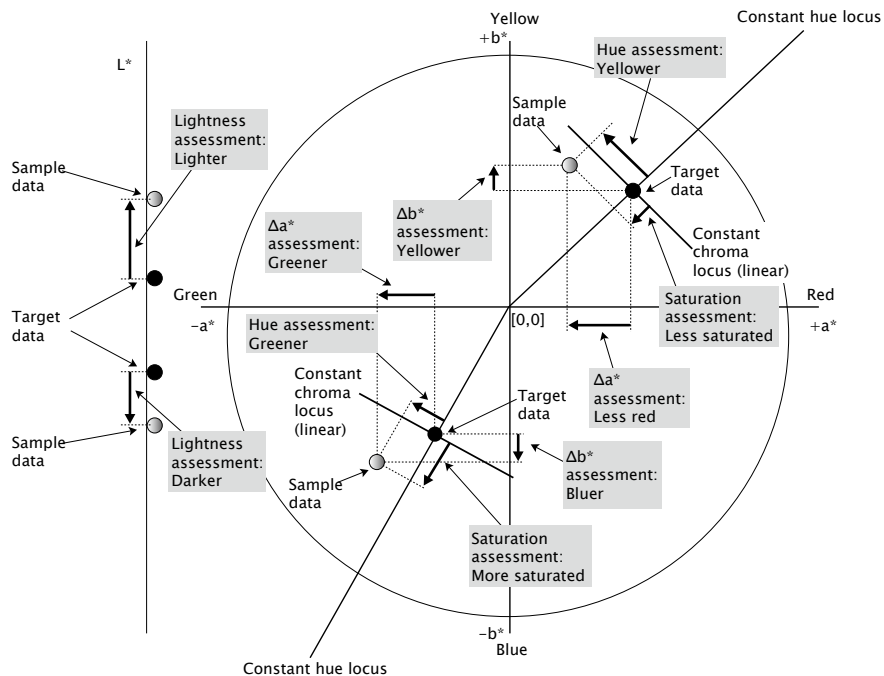 Yellow
+b*
Constant hue locus
L*
Hue assessment:
Yellower
Sample
data
Lightness
assessment:
Lighter
Sample
data
Target
data
Δb*
assessment:
Yellower
Δa*
assessment:
Greener
Constant
chroma
locus (linear)
Green
–a*
Red
+a*
[0,0]
Saturation
assessment:
Less saturated
Target
data
Hue assessment:
Greener
Constant
chroma
locus
(linear)
Δa*
assessment:
Less red
Target
data
Sample
data
Lightness
assessment:
Darker
Sample
data
Δb*
assessment:
Bluer
Saturation
assessment:
More saturated
–b*
Blue
Constant hue locus